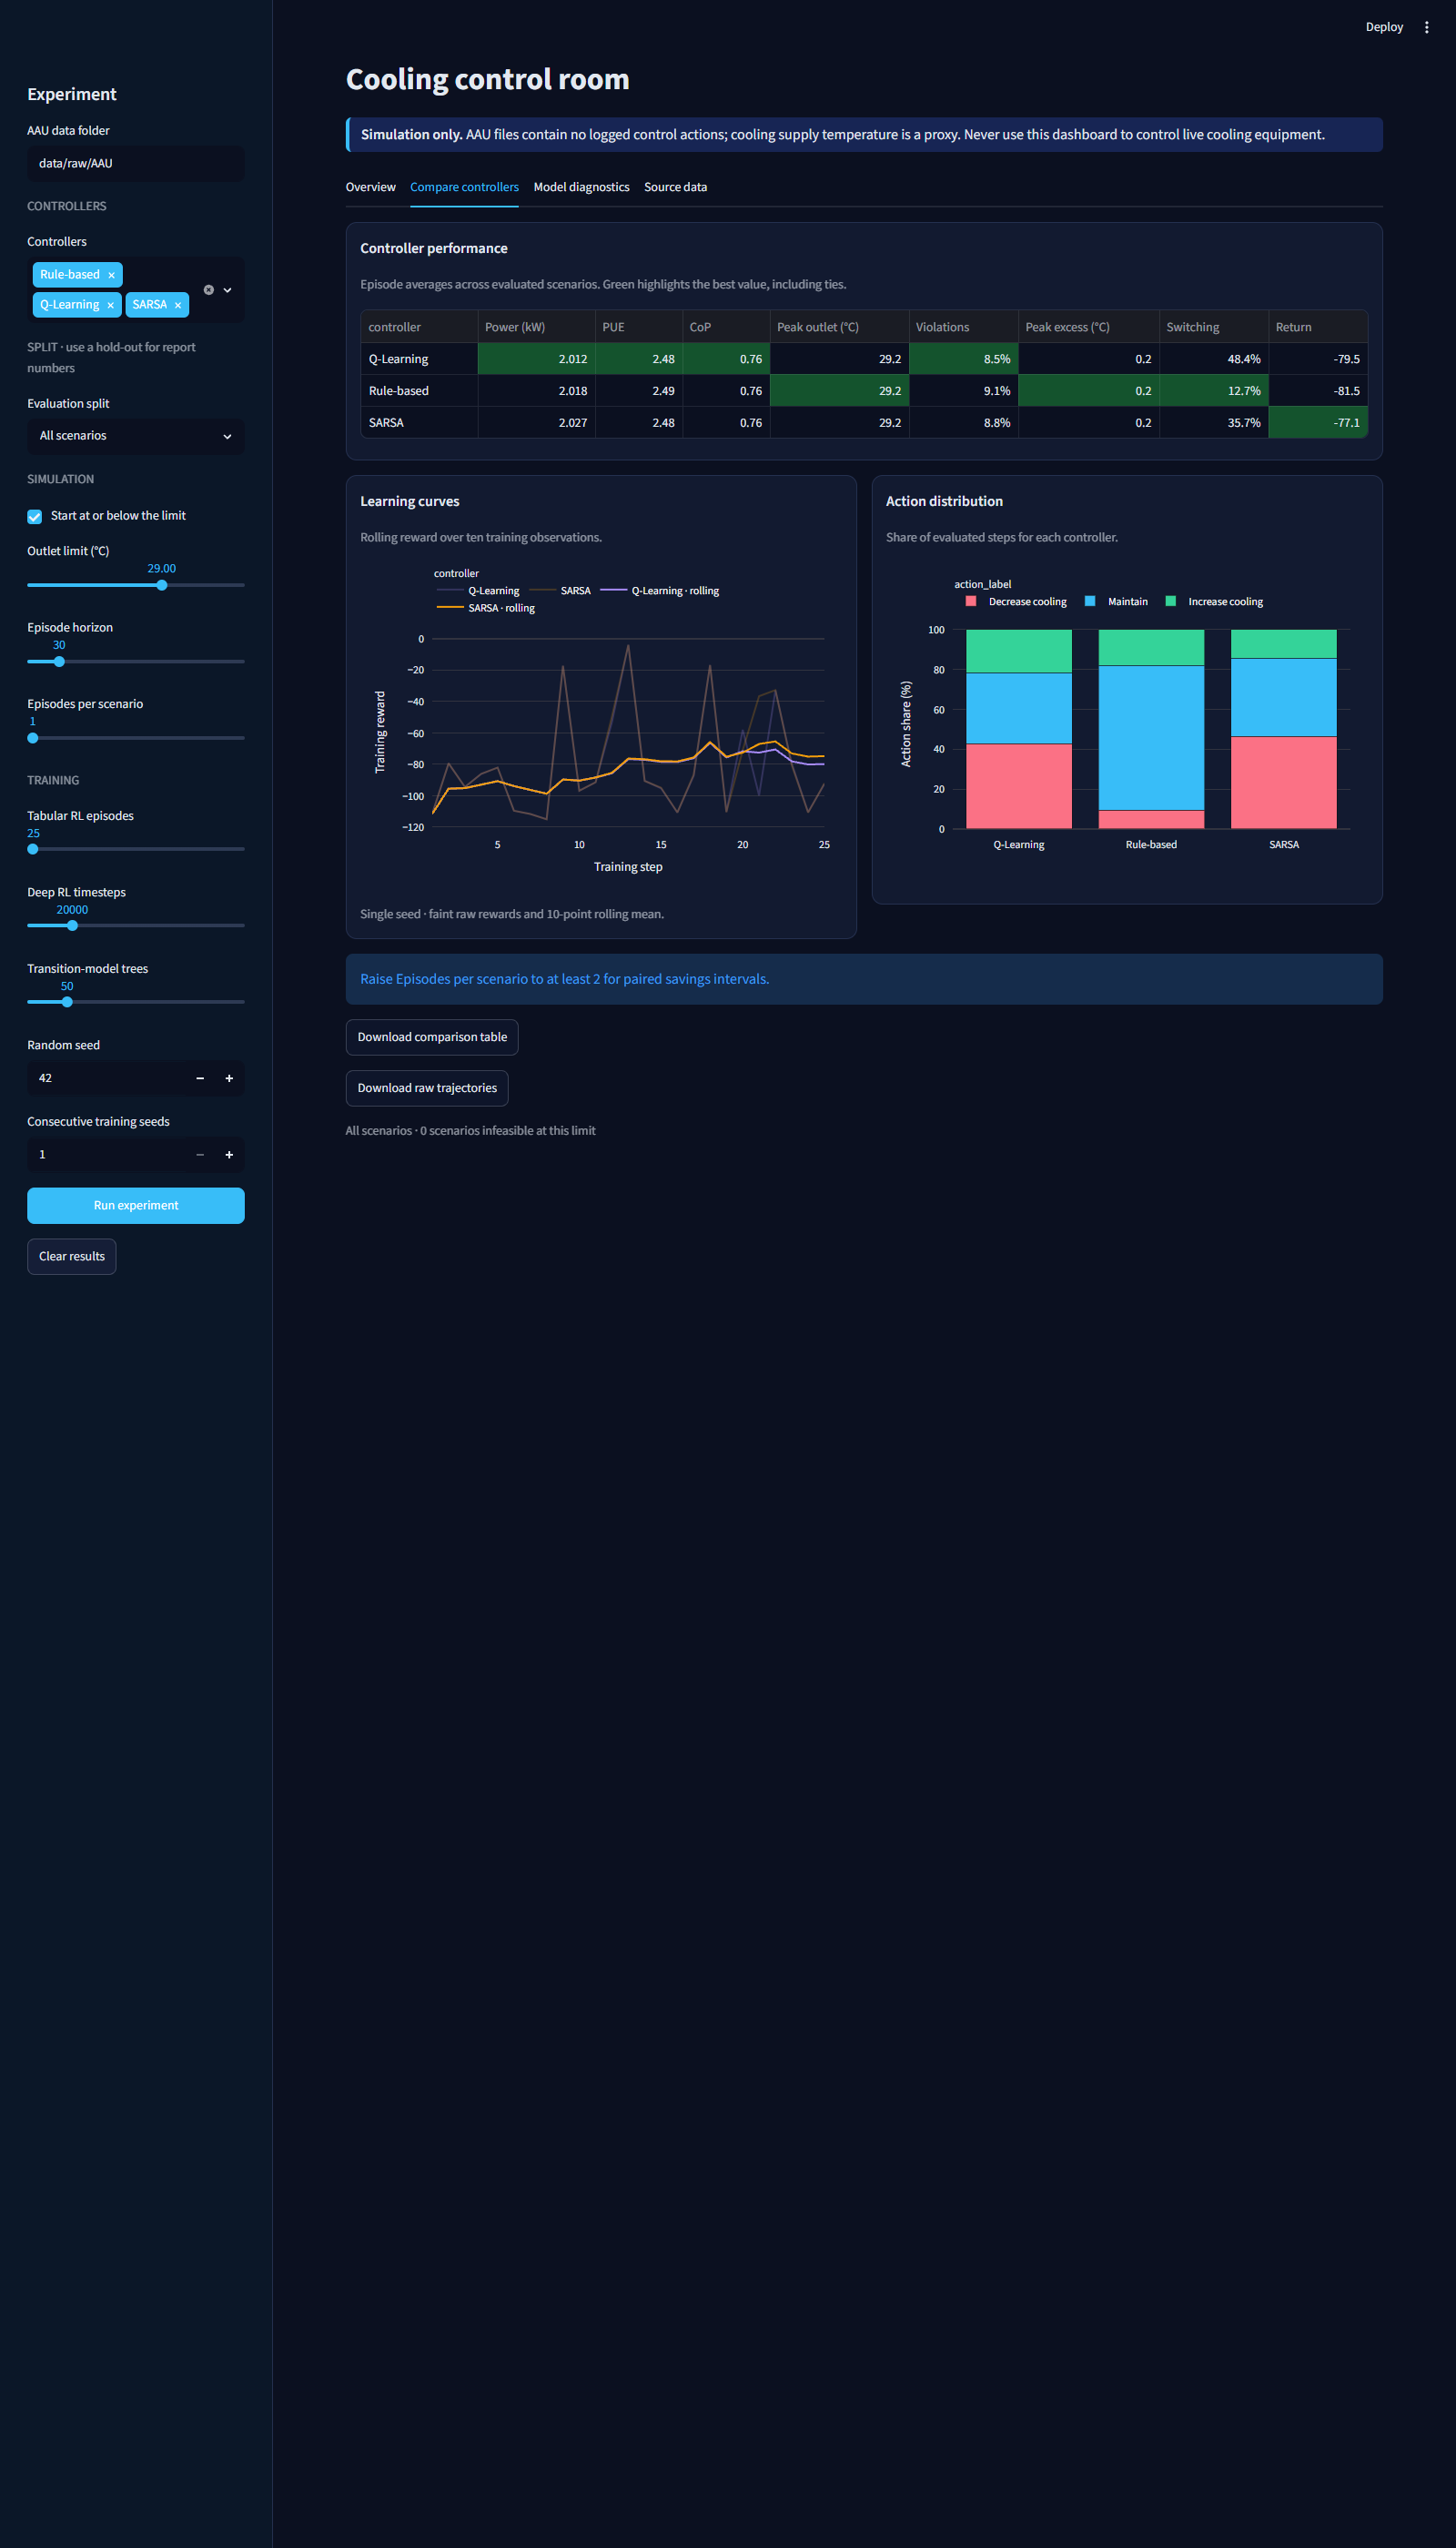 Deploy
Experiment
AAU data folder
data/raw/AAU
CONTROLLERS
Controllers
Rule-based ×
Q-Learning × SARSA ×
SPLIT · use a hold-out for report
numbers
Evaluation split
All scenarios
SIMULATION
Start at or below the limit
Outlet limit (°C)
29.00
Episode horizon
30
Episodes per scenario
1
TRAINING
Tabular RL episodes
25
Deep RL timesteps
20000
Transition-model trees
50
Random seed
42
Consecutive training seeds
1
Run experiment
Clear results
Cooling control room
Simulation only. AAU files contain no logged control actions; cooling supply temperature is a proxy. Never use this dashboard to control live cooling equipment.
Overview Compare controllers Model diagnostics Source data
Controller performance
Episode averages across evaluated scenarios. Green highlights the best value, including ties.
controller Power (kW) PUE CoP Peak outlet (°C) Violations Peak excess (°C) Switching Return
Q-Learning 2.012 2.48 0.76 29.2 8.5% 0.2 48.4% -79.5
Rule-based 2.018 2.49 0.76 29.2 9.1% 0.2 12.7% -81.5
SARSA 2.027 2.48 0.76 29.2 8.8% 0.2 35.7% -77.1
Learning curves
Rolling reward over ten training observations.
controller
Q-Learning SARSA Q-Learning · rolling
SARSA · rolling
0
−20
−40
−60
−80
−100
−120
Training reward
5 10 15 20 25
Training step
Single seed · faint raw rewards and 10-point rolling mean.
Action distribution
Share of evaluated steps for each controller.
action_label
Decrease cooling Maintain Increase cooling
100
80
60
40
20
0
Action share (%)
Q-Learning Rule-based SARSA
Raise Episodes per scenario to at least 2 for paired savings intervals.
Download comparison table
Download raw trajectories
All scenarios · 0 scenarios infeasible at this limit